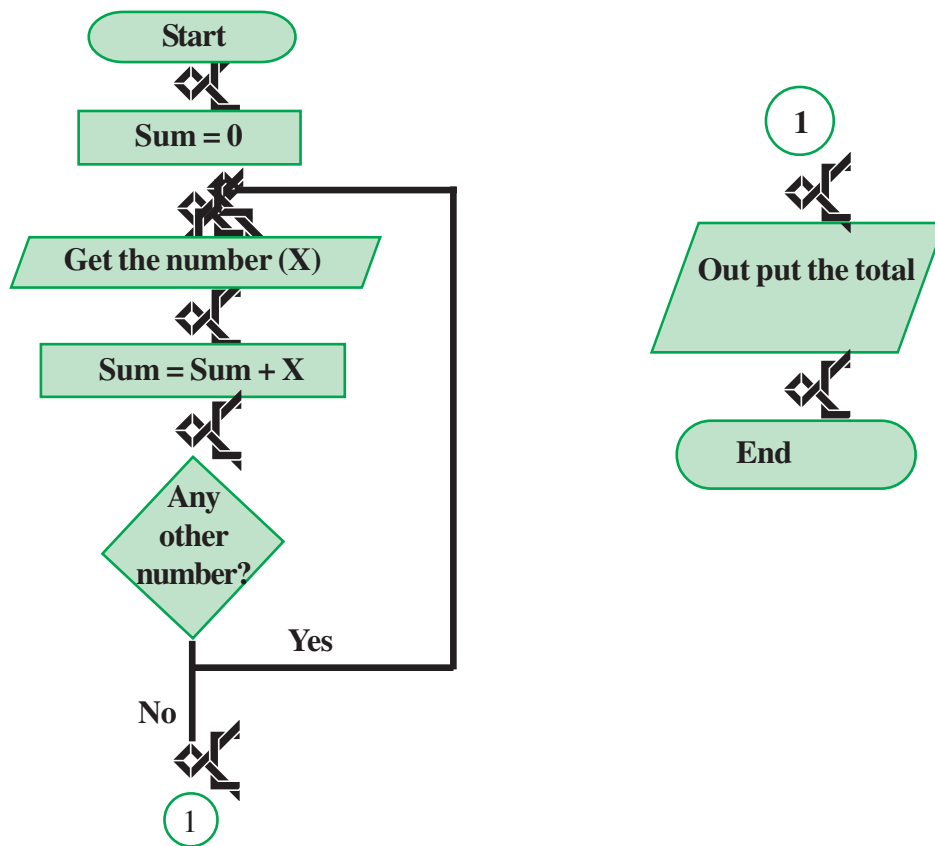 Start
Sum = 0
Get the number (X)
Sum = Sum + X
Any
other
number?
Yes
No
1
1
Out put the total
End